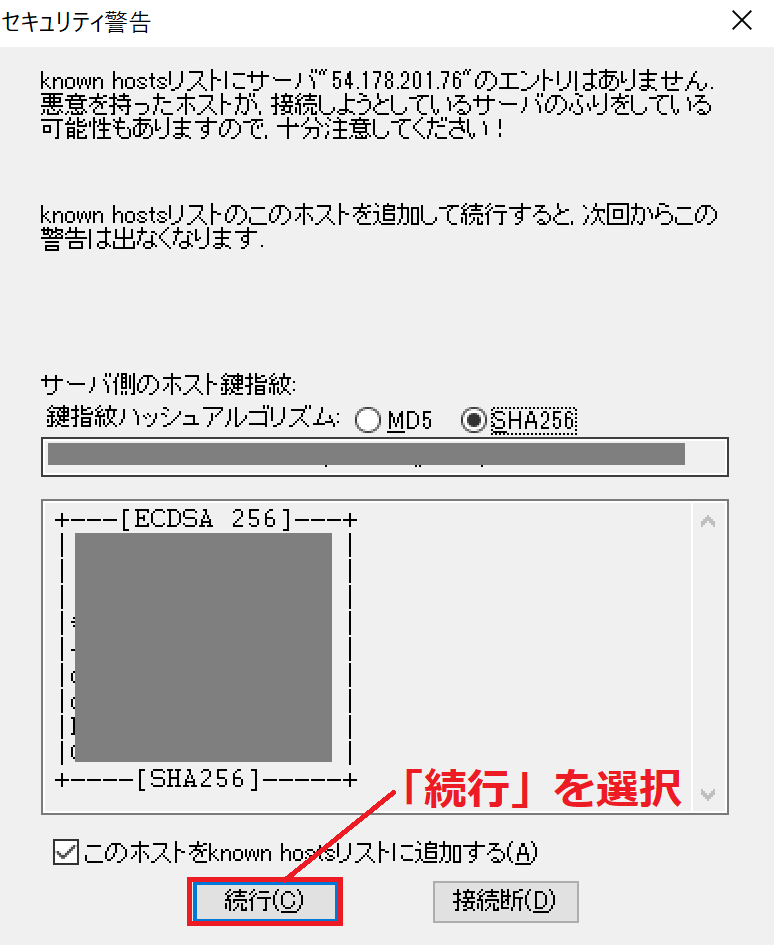 セキュリティ警告
known hostsリストにサーバ"54.178.201.76"のエントリはありません.
悪意を持ったホストが, 接続しようとしているサーバのふりをしている
可能性もありますので, 十分注意してください!
known hostsリストのこのホストを追加して続行すると, 次回からこの
警告は出なくなります.
サーバ側のホスト鍵指紋:
鍵指紋ハッシュアルゴリズム: MD5 SHA256
+---[ECDSA 256]---+
+----[SHA256]-----+
「続行」を選択
このホストをknown hostsリストに追加する(A)
続行(C) 接続断(D)